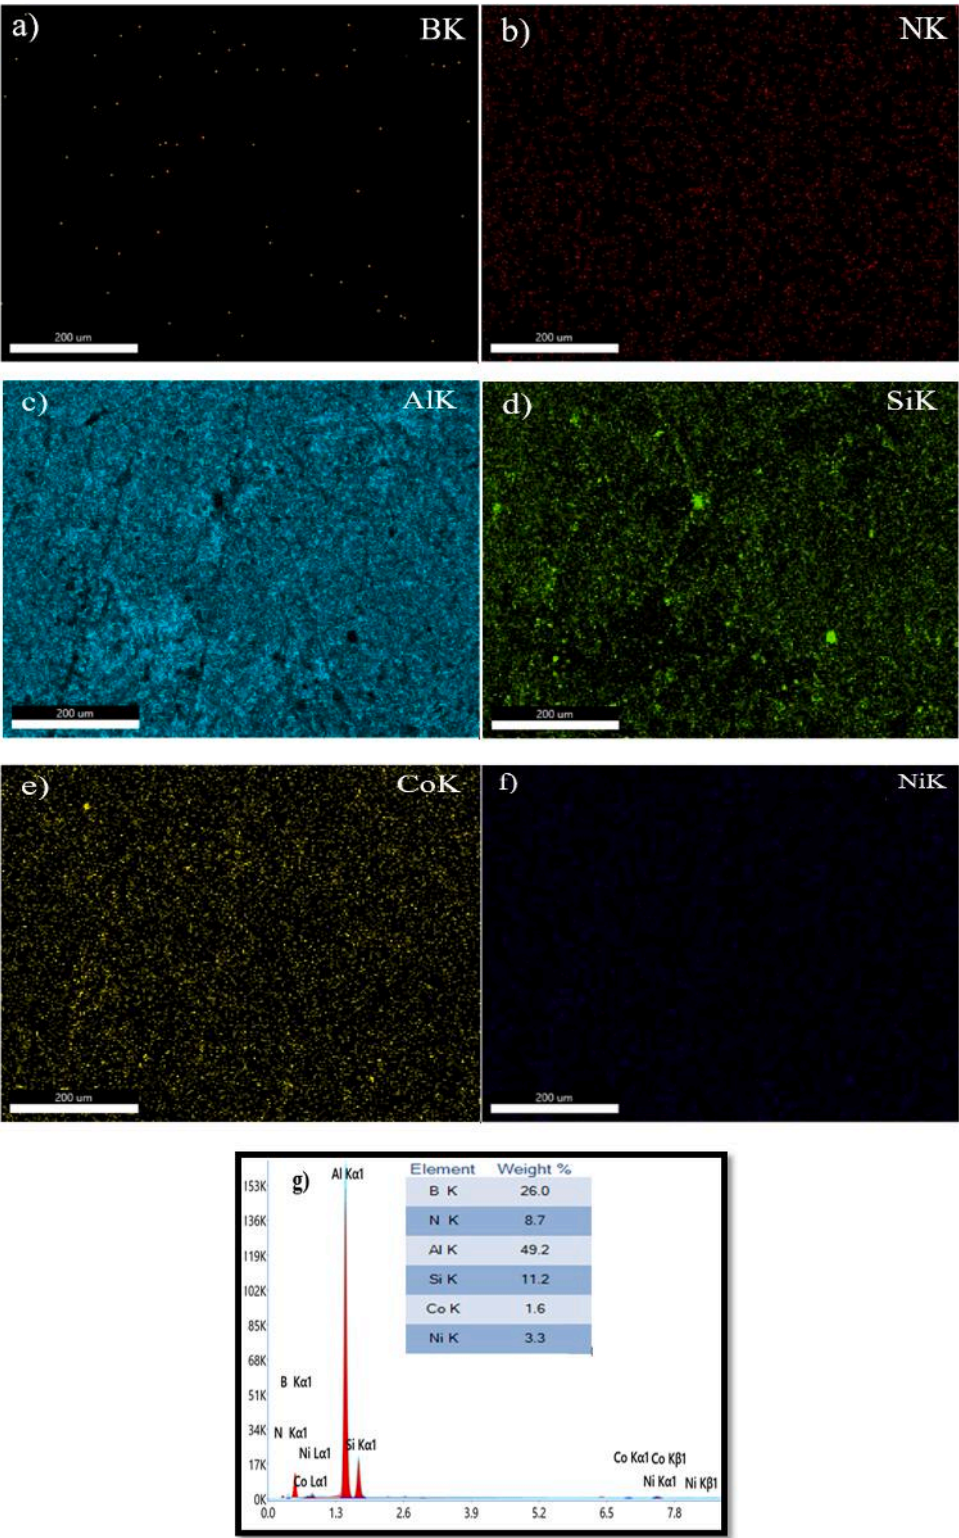 a) BK
b) NK
200 um
200 um
c) AlK
d) SiK
200 um
200 um
e) CoK
f) NiK
200 um
200 um
g)
Al Kα1
Element Weight %
B K 26.0
N K 8.7
Al K 49.2
Si K 11.2
Co K 1.6
Ni K 3.3
153K
136K
119K
102K
85K
68K
51K
34K
17K
0K
B Kα1
N Kα1
Ni Lα1
Co Lα1
Si Kα1
Co Kα1 Co Kβ1
Ni Kα1 Ni Kβ1
0.0 1.3 2.6 3.9 5.2 6.5 7.8